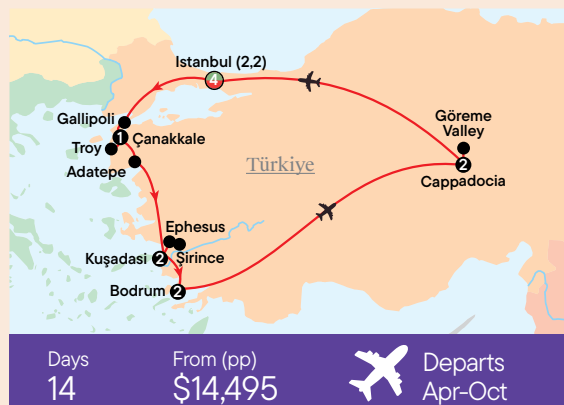 Istanbul (2,2)
4
Gallipoli
1
Çanakkale
Troy
Adatepe
Türkiye
Göreme
Valley
2
Cappadocia
Ephesus
Kuşadasi
2
Şirince
Bodrum
2
Days
14
From (pp)
$14,495
Departs
Apr-Oct